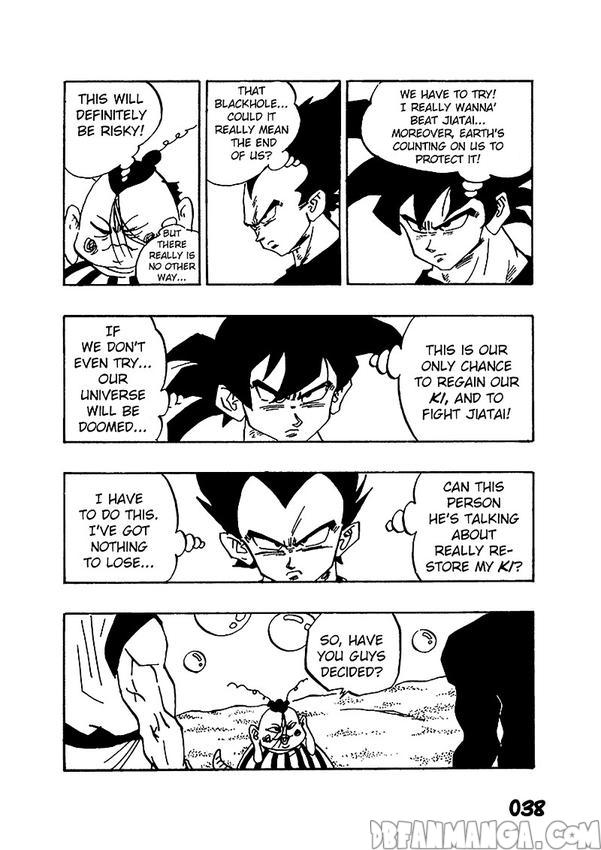 WE HAVE TO TRY!
I REALLY WANNA'
BEAT JIATAI...
MOREOVER, EARTH'S
COUNTING ON US TO
PROTECT IT!
THAT
BLACKHOLE...
COULD IT
REALLY MEAN
THE END
OF US?
THIS WILL
DEFINITELY
BE RISKY!
BUT
THERE
REALLY IS
NO OTHER
WAY...
THIS IS OUR
ONLY CHANCE
TO REGAIN OUR
KI, AND TO
FIGHT JIATAI!
IF
WE DON'T
EVEN TRY...
OUR
UNIVERSE
WILL BE
DOOMED...
CAN THIS
PERSON
HE'S TALKING
ABOUT
REALLY RE-
STORE MY KI?
I HAVE
TO DO THIS.
I'VE GOT
NOTHING
TO LOSE...
SO, HAVE
YOU GUYS
DECIDED?
038
DBFANMANGA.COM